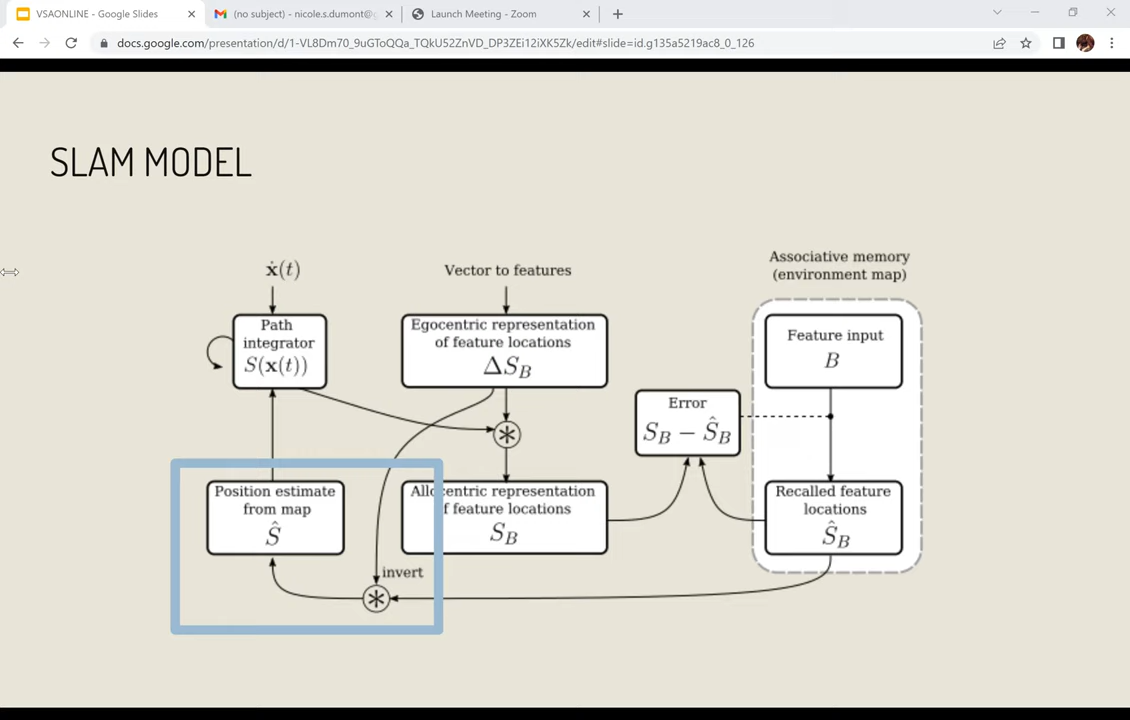 VSAONLINE - Google Slides
(no subject) - nicole.s.dumont@g
Launch Meeting - Zoom
docs.google.com/presentation/d/1-VL8Dm70_9uGToQQa_TQkU52ZnVD_DP3ZEi12iXK5Zk/edit#slide=id.g135a5219ac8_0_126
SLAM MODEL
ẋ(t)
Vector to features
Associative memory
(environment map)
Path
integrator
S(x(t))
Egocentric representation
of feature locations
ΔS_B
Feature input
B
Error
S_B − Ŝ_B
Position estimate
from map
Ŝ
Allocentric representation
f feature locations
S_B
Recalled feature
locations
Ŝ_B
invert